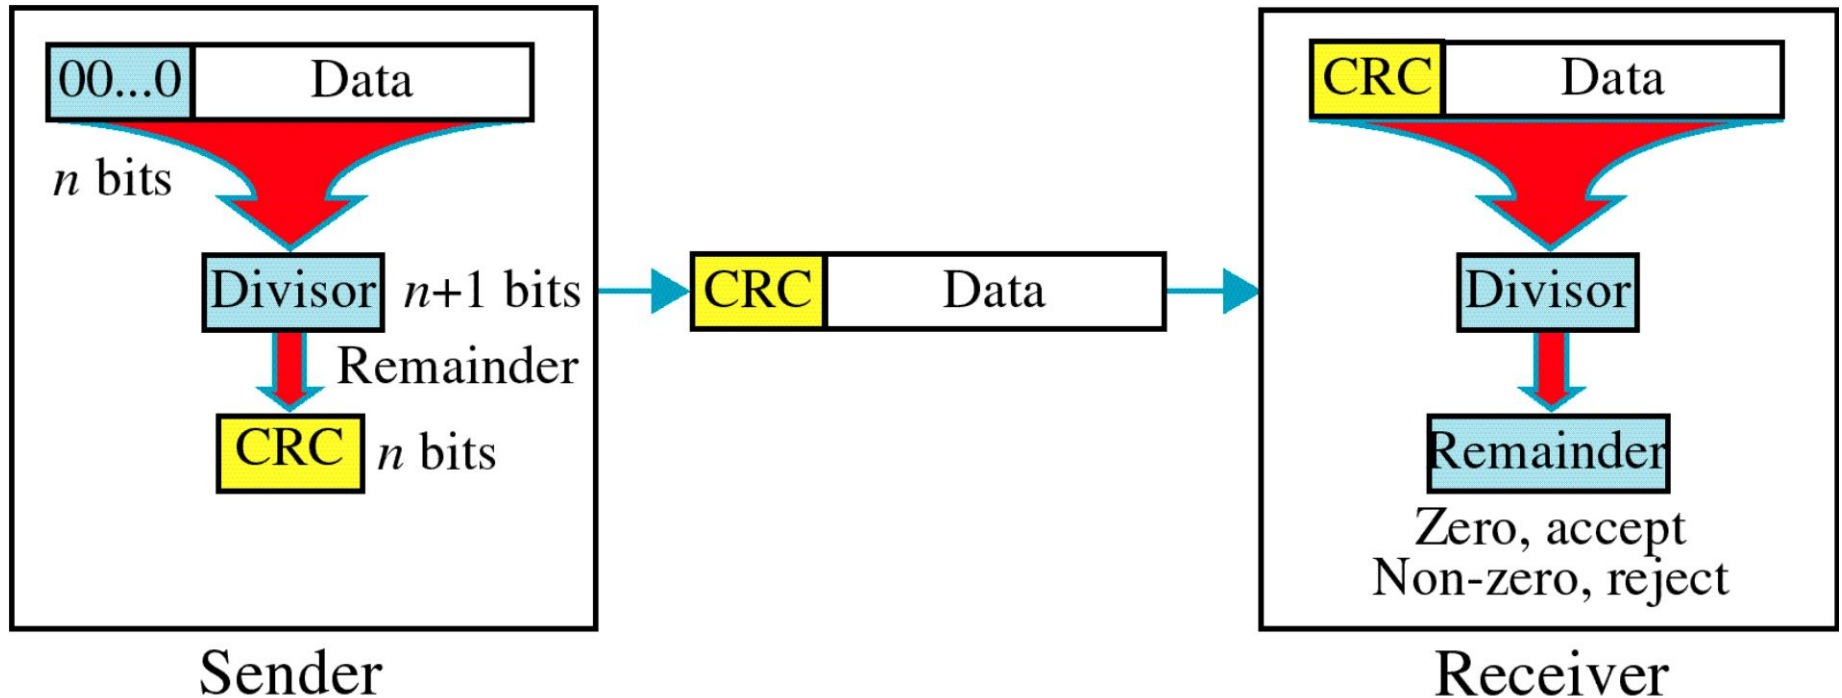 00...0 Data
n bits
Divisor n+1 bits
Remainder
CRC n bits
Sender
CRC Data
CRC Data
Divisor
Remainder
Zero, accept
Non-zero, reject
Receiver